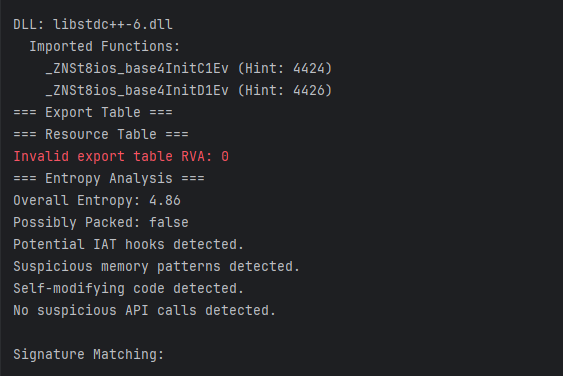 DLL: libstdc++-6.dll
Imported Functions:
_ZNSt8ios_base4InitC1Ev (Hint: 4424)
_ZNSt8ios_base4InitD1Ev (Hint: 4426)
=== Export Table ===
=== Resource Table ===
Invalid export table RVA: 0
=== Entropy Analysis ===
Overall Entropy: 4.86
Possibly Packed: false
Potential IAT hooks detected.
Suspicious memory patterns detected.
Self-modifying code detected.
No suspicious API calls detected.
Signature Matching: